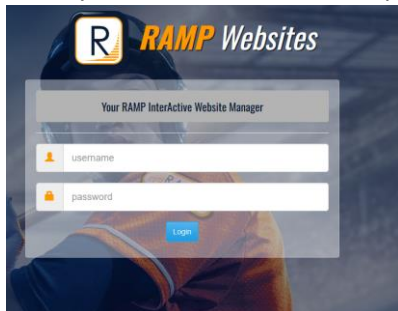 R RAMP Websites
Your RAMP InterActive Website Manager
username
password
Login